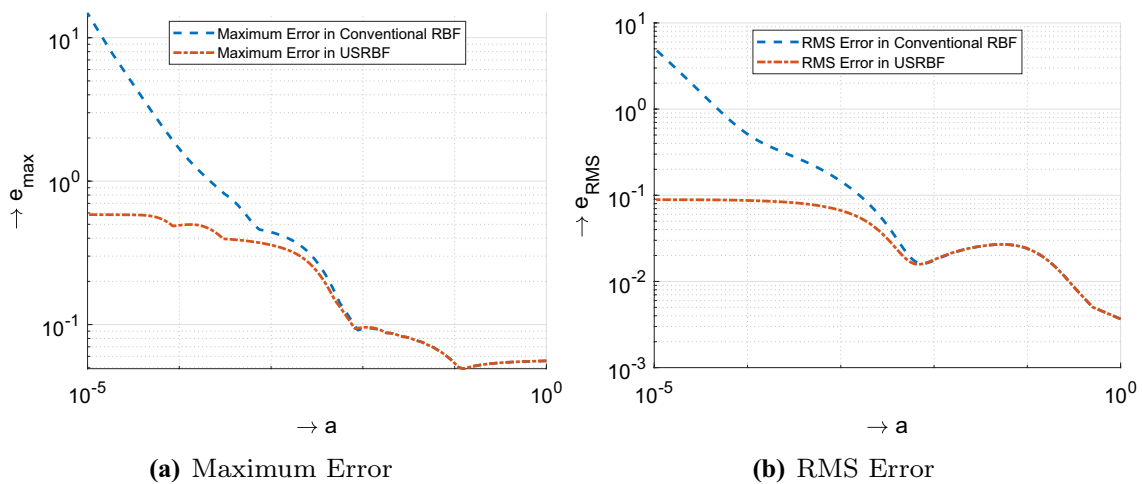 Maximum Error in Conventional RBF
Maximum Error in USRBF
10^1
10^0
10^-1
→ e_max
10^-5
10^0
→ a
(a) Maximum Error
RMS Error in Conventional RBF
RMS Error in USRBF
10^1
10^0
10^-1
10^-2
10^-3
→ e_RMS
10^-5
10^0
→ a
(b) RMS Error